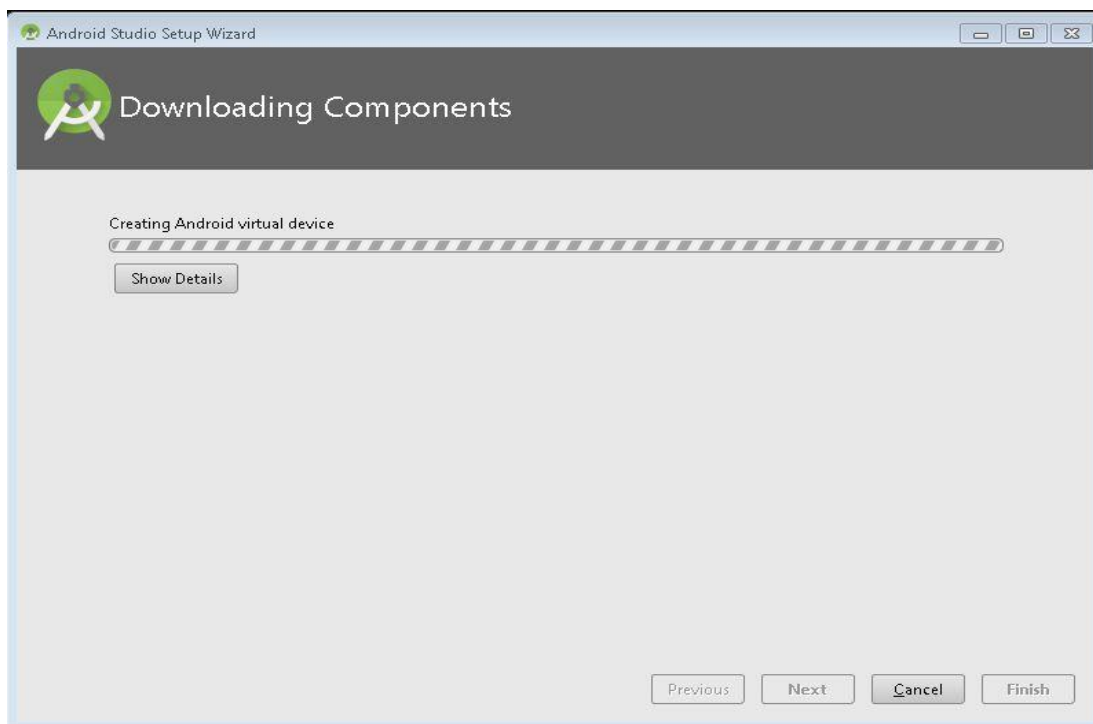 Android Studio Setup Wizard
Downloading Components
Creating Android virtual device
Show Details
Previous Next Cancel Finish